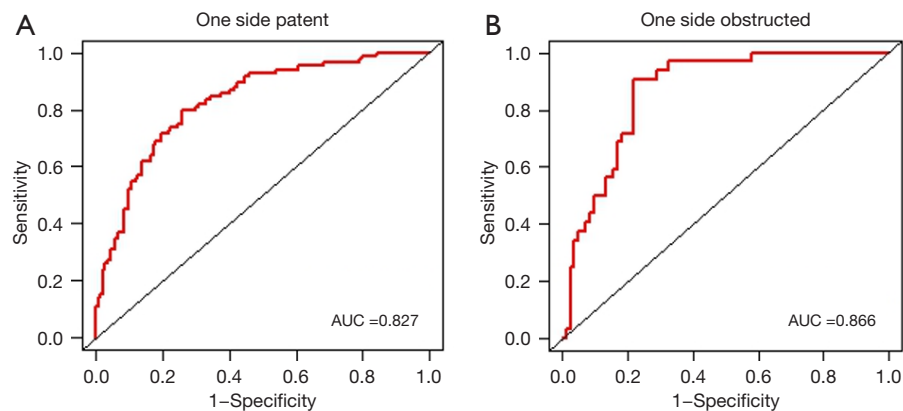 A
One side patent
1.0
0.8
0.6
0.4
0.2
0.0
Sensitivity
AUC =0.827
0.0 0.2 0.4 0.6 0.8 1.0
1−Specificity
B
One side obstructed
1.0
0.8
0.6
0.4
0.2
0.0
Sensitivity
AUC =0.866
0.0 0.2 0.4 0.6 0.8 1.0
1−Specificity